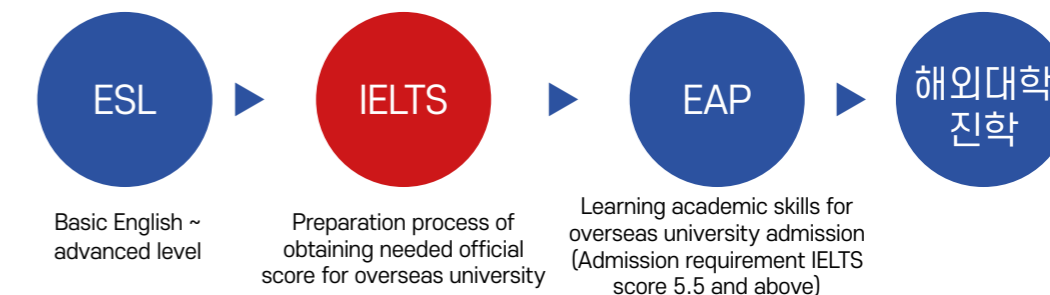 ESL
IELTS
EAP
해외대학
진학
Basic English ~
advanced level
Preparation process of
obtaining needed official
score for overseas university
Learning academic skills for
overseas university admission
(Admission requirement IELTS
score 5.5 and above)